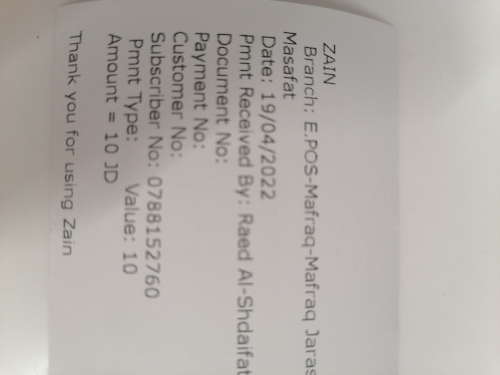 ZAIN
Branch: E.POS-Mafraq-Mafraq Jaras
Masafat
Date: 19/04/2022
Pmnt Received By: Raed Al-Shdaifat
Document No:
Payment No:
Customer No:
Subscriber No: 0788152760
Pmnt Type: Value: 10
Amount = 10 JD
Thank you for using Zain